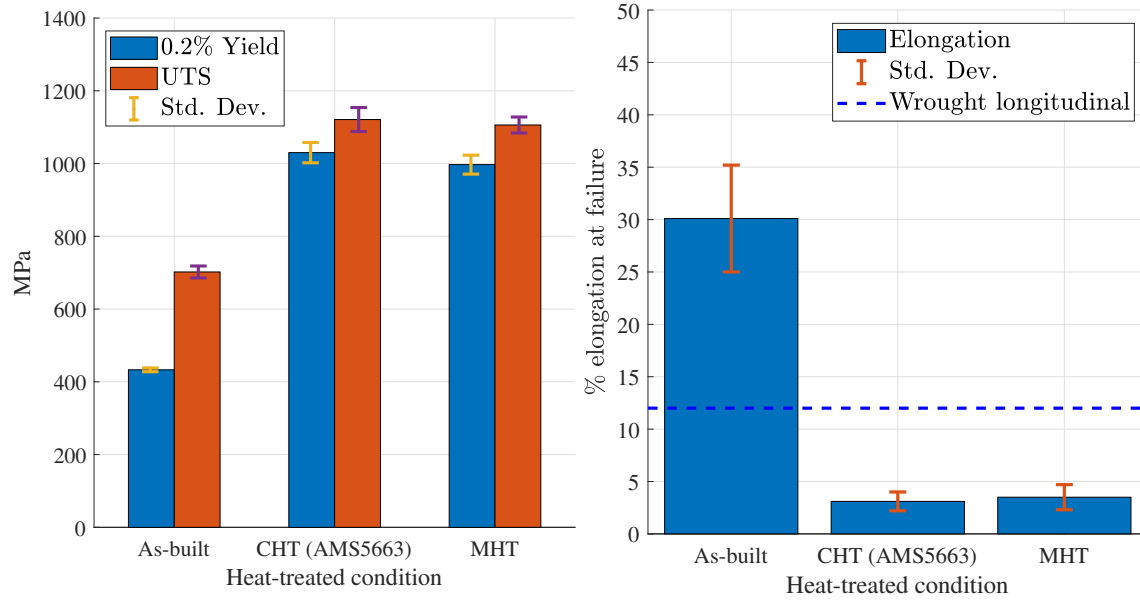 1400
1200
1000
800
600
400
200
0
MPa
0.2% Yield
UTS
Std. Dev.
As-built
CHT (AMS5663)
MHT
Heat-treated condition
50
45
40
35
30
25
20
15
10
5
0
% elongation at failure
Elongation
Std. Dev.
Wrought longitudinal
As-built
CHT (AMS5663)
MHT
Heat-treated condition